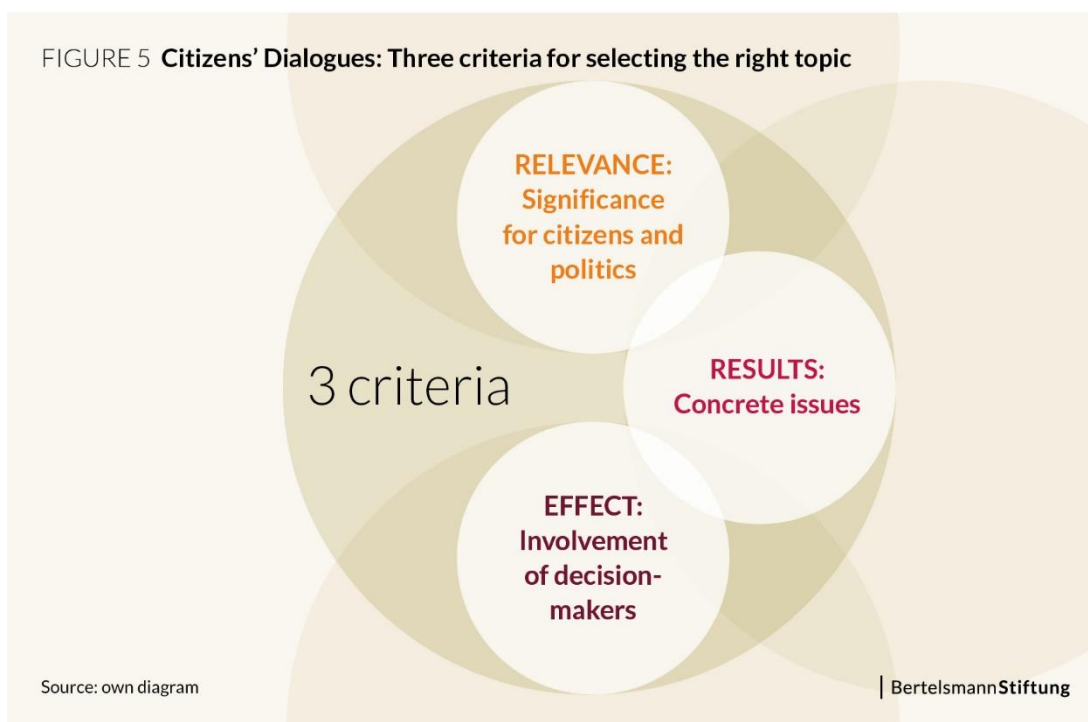 FIGURE 5 Citizens' Dialogues: Three criteria for selecting the right topic
RELEVANCE:
Significance
for citizens and
politics
3 criteria
RESULTS:
Concrete issues
EFFECT:
Involvement
of decision-
makers
Source: own diagram
BertelsmannStiftung